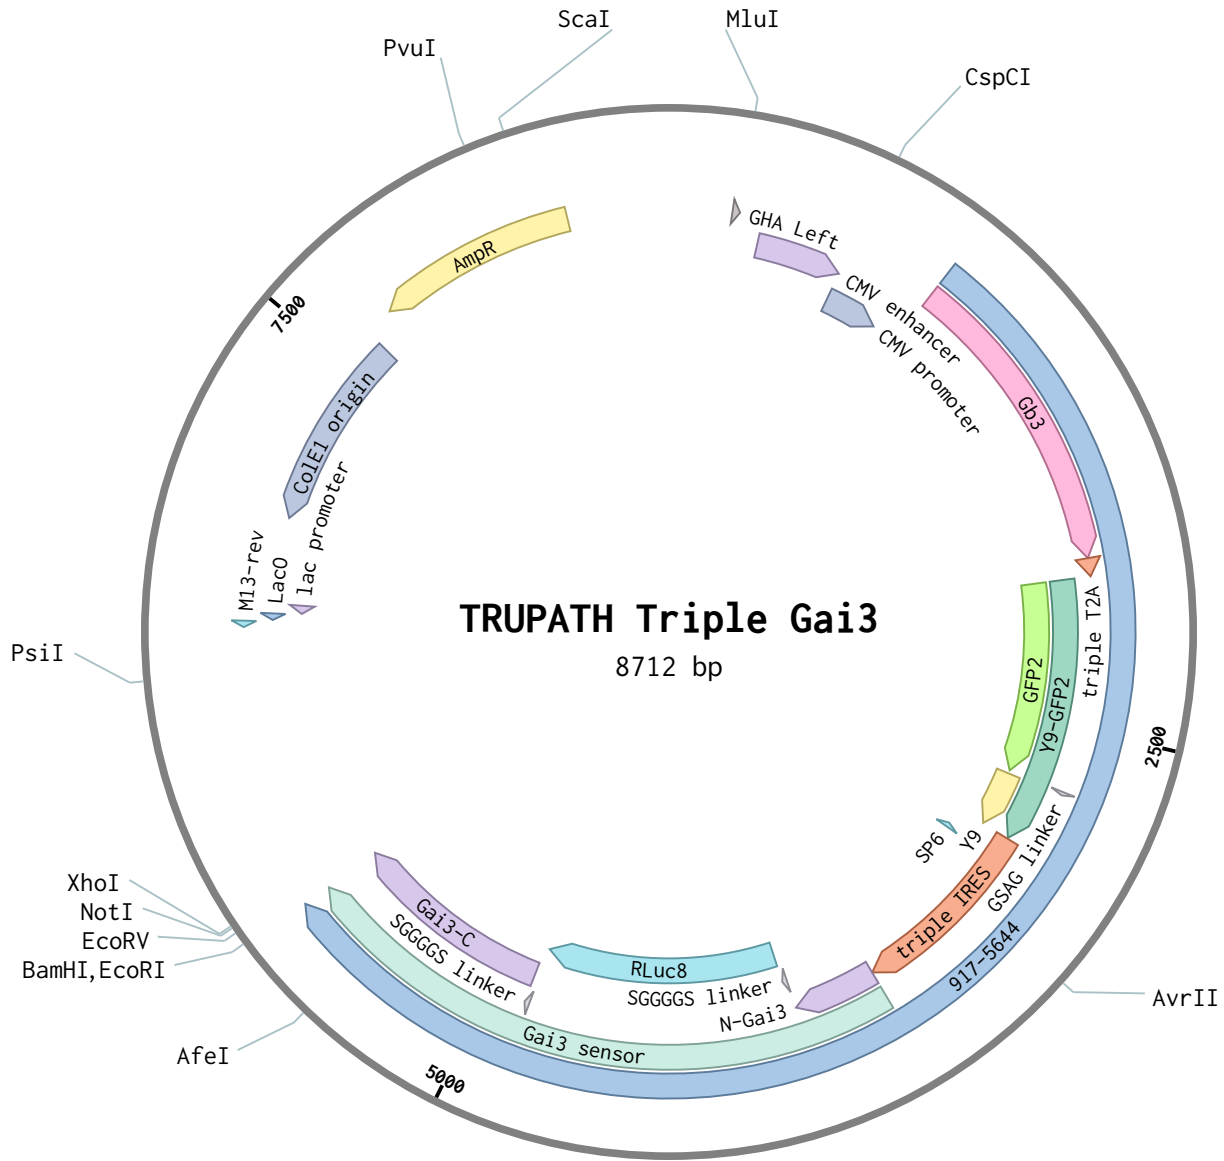 ScaI
MluI
PvuI
CspCI
GHA Left
AmpR
CMV enhancer
7500
CMV promoter
Gb3
ColE1 origin
lac promoter
M13-rev
LacO
TRUPATH Triple Gai3
8712 bp
triple T2A
PsiI
GFP2
Y9-GFP2
2500
SP6
Y9
GSAG linker
XhoI
NotI
EcoRV
BamHI,EcoRI
Gai3-C
SGGGGS linker
triple IRES
917-5644
RLuc8
SGGGGS linker
N-Gai3
AvrII
Gai3 sensor
AfeI
5000